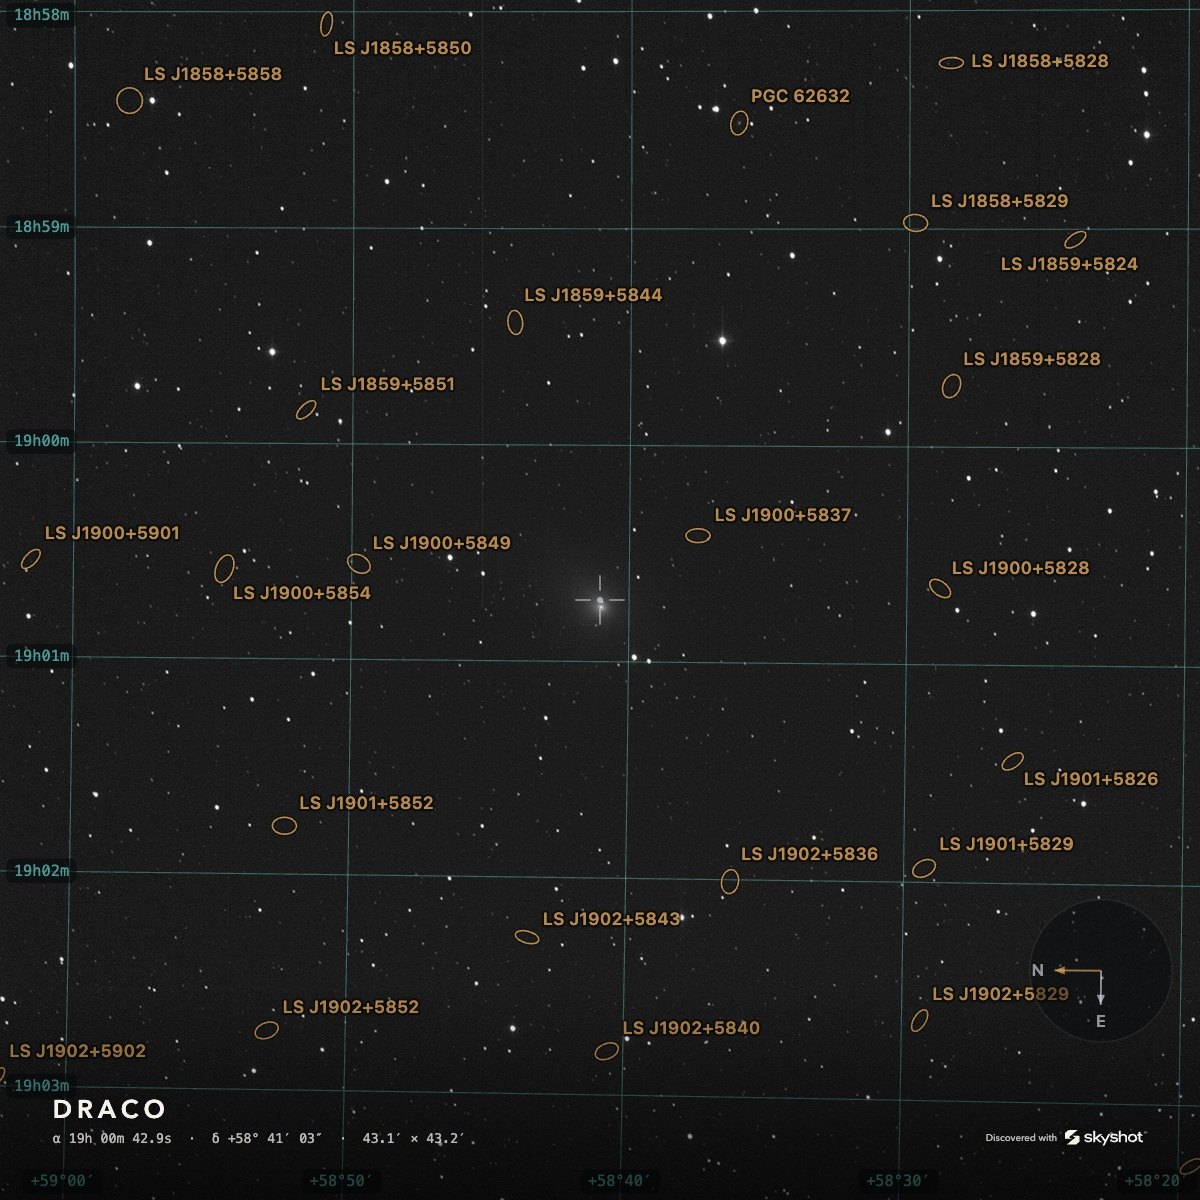 18h58m
LS J1858+5850
LS J1858+5828
LS J1858+5858
PGC 62632
LS J1858+5829
18h59m
LS J1859+5824
LS J1859+5844
LS J1859+5828
LS J1859+5851
19h00m
LS J1900+5837
LS J1900+5901
LS J1900+5849
LS J1900+5828
LS J1900+5854
19h01m
LS J1901+5826
LS J1901+5852
LS J1901+5829
LS J1902+5836
19h02m
LS J1902+5843
N
LS J1902+5829
LS J1902+5852
E
LS J1902+5840
LS J1902+5902
19h03m
DRACO
α 19h 00m 42.9s · δ +58° 41′ 03″ · 43.1′ × 43.2′
Discovered with skyshot
+59°00′ +58°50′ +58°40′ +58°30′ +58°20′